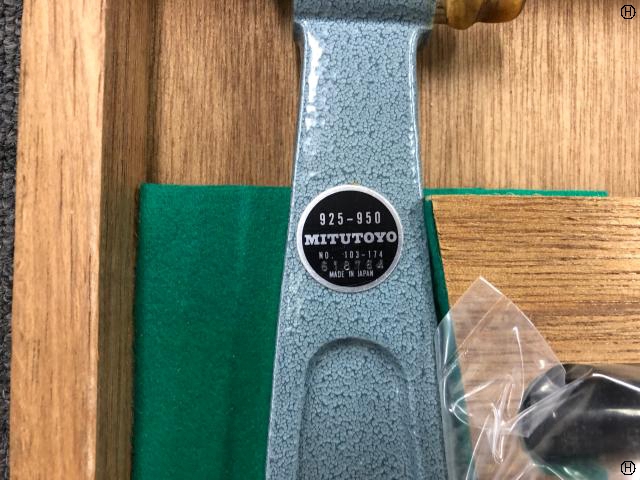 925-950
MITUTOYO
NO. 103-174
MADE IN JAPAN
H
H